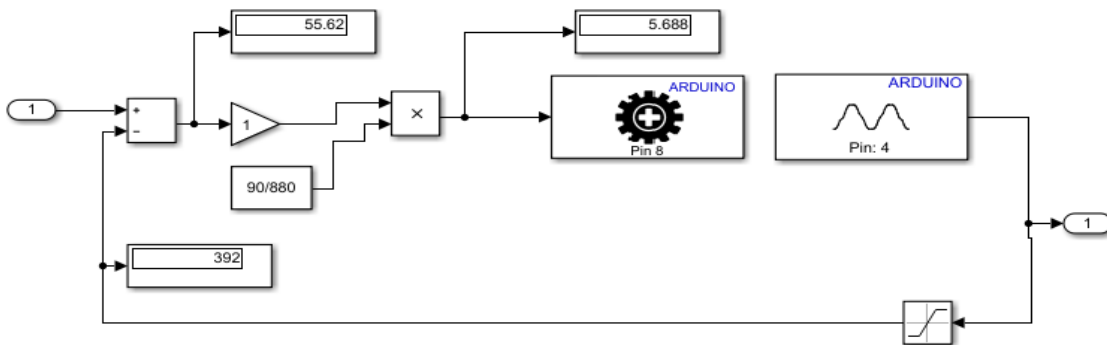 55.62
5.688
ARDUINO
ARDUINO
1
+
−
1
×
Pin 8
Pin: 4
90/880
1
392